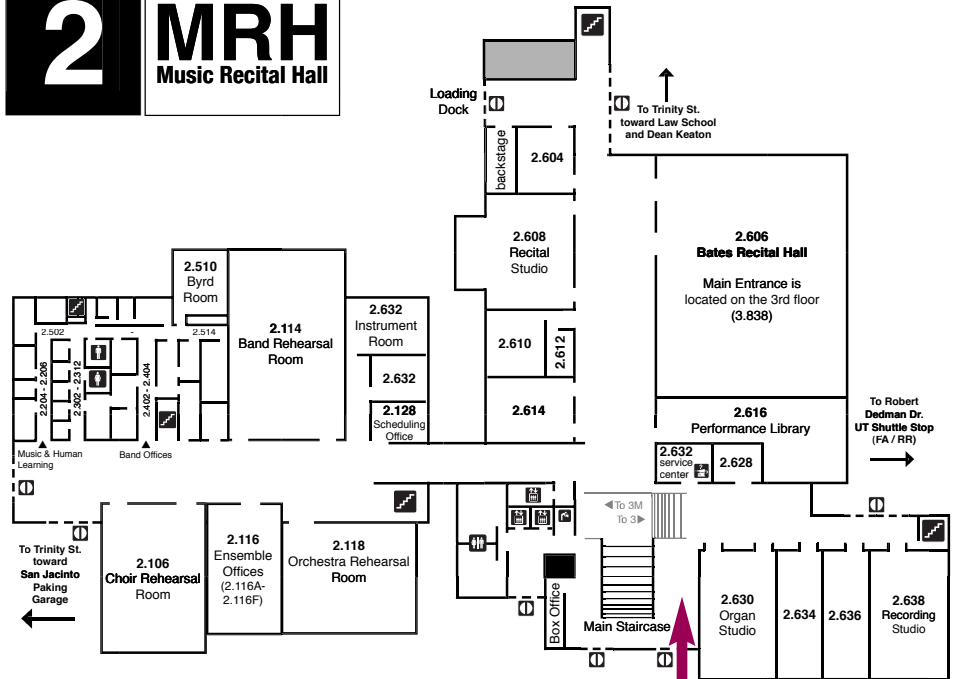 2
MRH
Music Recital Hall
Loading
Dock
To Trinity St.
toward Law School
and Dean Keaton
backstage
2.604
2.608
Recital
Studio
2.606
Bates Recital Hall
Main Entrance is
located on the 3rd floor
(3.838)
2.510
Byrd
Room
2.114
Band Rehearsal
Room
2.632
Instrument
Room
2.632
2.128
Scheduling
Office
2.610
2.612
2.614
2.502
-
2.514
2.204 - 2.206
2.302 - 2.312
2.402 - 2.404
Music & Human
Learning
Band Offices
2.616
Performance Library
2.632
service
center
2.628
To Robert
Dedman Dr.
UT Shuttle Stop
(FA / RR)
To 3M
To 3
To Trinity St.
toward
San Jacinto
Paking
Garage
2.106
Choir Rehearsal
Room
2.116
Ensemble
Offices
(2.116A-
2.116F)
2.118
Orchestra Rehearsal
Room
Box Office
Main Staircase
2.630
Organ
Studio
2.634
2.636
2.638
Recording
Studio